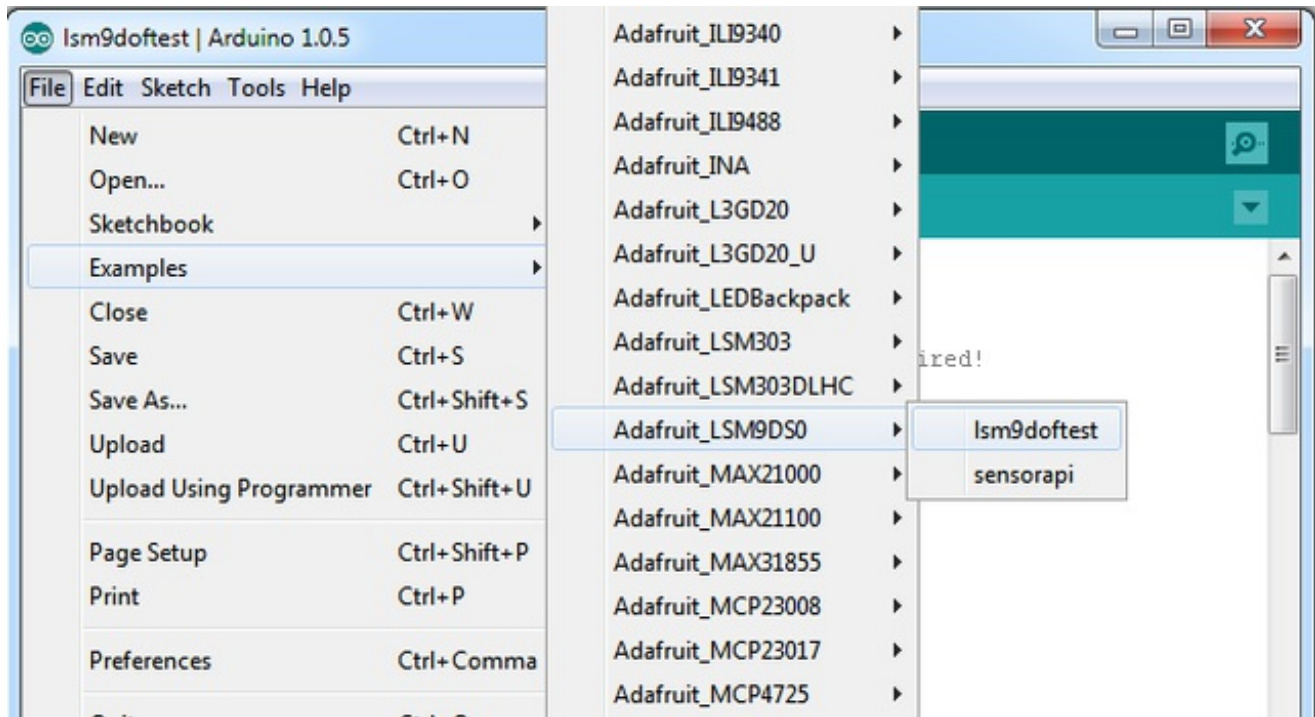 lsm9doftest | Arduino 1.0.5
File Edit Sketch Tools Help
New Ctrl+N
Open... Ctrl+O
Sketchbook
Examples
Close Ctrl+W
Save Ctrl+S
Save As... Ctrl+Shift+S
Upload Ctrl+U
Upload Using Programmer Ctrl+Shift+U
Page Setup Ctrl+Shift+P
Print Ctrl+P
Preferences Ctrl+Comma
Adafruit_ILI9340
Adafruit_ILI9341
Adafruit_ILI9488
Adafruit_INA
Adafruit_L3GD20
Adafruit_L3GD20_U
Adafruit_LEDBackpack
Adafruit_LSM303
Adafruit_LSM303DLHC
Adafruit_LSM9DS0
Adafruit_MAX21000
Adafruit_MAX21100
Adafruit_MAX31855
Adafruit_MCP23008
Adafruit_MCP23017
Adafruit_MCP4725
lsm9doftest
sensorapi
ired!